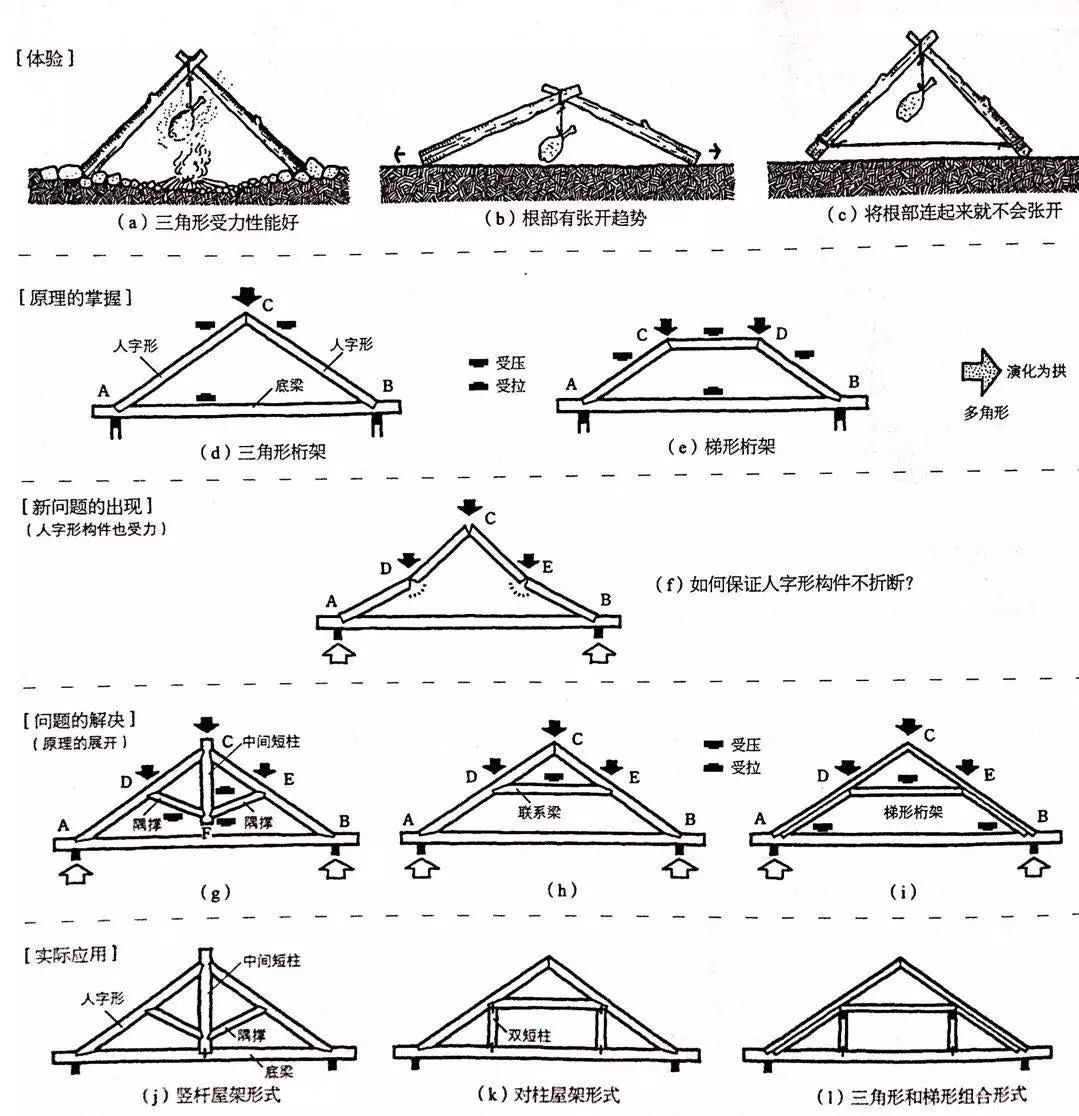 [体验]
(a) 三角形受力性能好
(b) 根部有张开趋势
(c) 将根部连起来就不会张开
[原理的掌握]
C
人字形
人字形
A
底梁
B
(d) 三角形桁架
受压
受拉
C
D
A
B
(e) 梯形桁架
演化为拱
多角形
[新问题的出现]
(人字形构件也受力)
C
D
E
A
B
(f) 如何保证人字形构件不折断?
[问题的解决]
(原理的展开)
C
中间短柱
D
E
隅撑
隅撑
A
F
B
(g)
C
D
E
联系梁
A
B
(h)
受压
受拉
C
D
E
梯形桁架
A
B
(i)
[实际应用]
中间短柱
人字形
隅撑
底梁
(j) 竖杆屋架形式
双短柱
(k) 对柱屋架形式
(l) 三角形和梯形组合形式